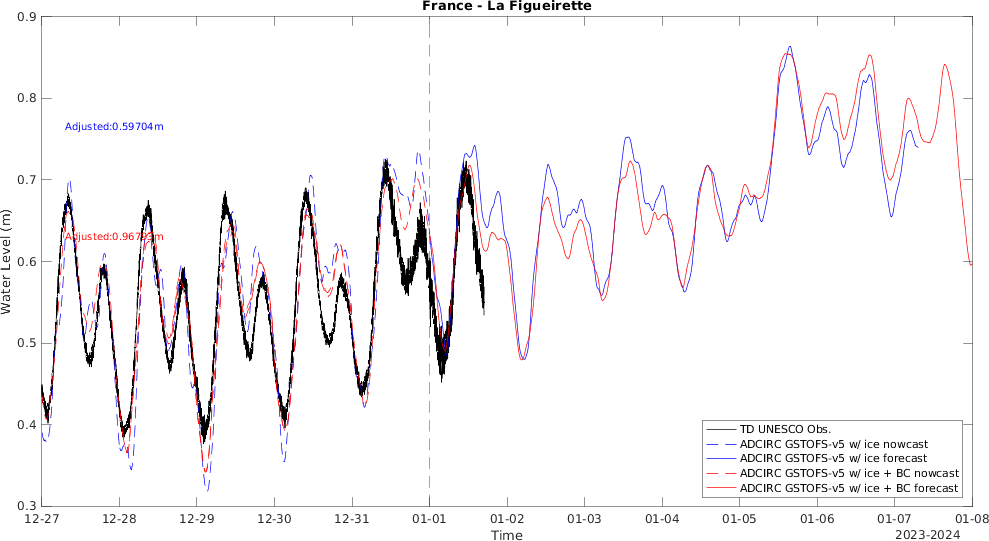 France - La Figueirette
0.9
0.8
0.7
0.6
0.5
0.4
0.3
Water Level (m)
Adjusted:0.59704m
TD UNESCO Obs.
ADCIRC GSTOFS-v5 w/ ice nowcast
ADCIRC GSTOFS-v5 w/ ice forecast
ADCIRC GSTOFS-v5 w/ ice + BC nowcast
ADCIRC GSTOFS-v5 w/ ice + BC forecast
12-27 12-28 12-29 12-30 12-31 01-01 01-02 01-03 01-04 01-05 01-06 01-07 01-08
Time
2023-2024